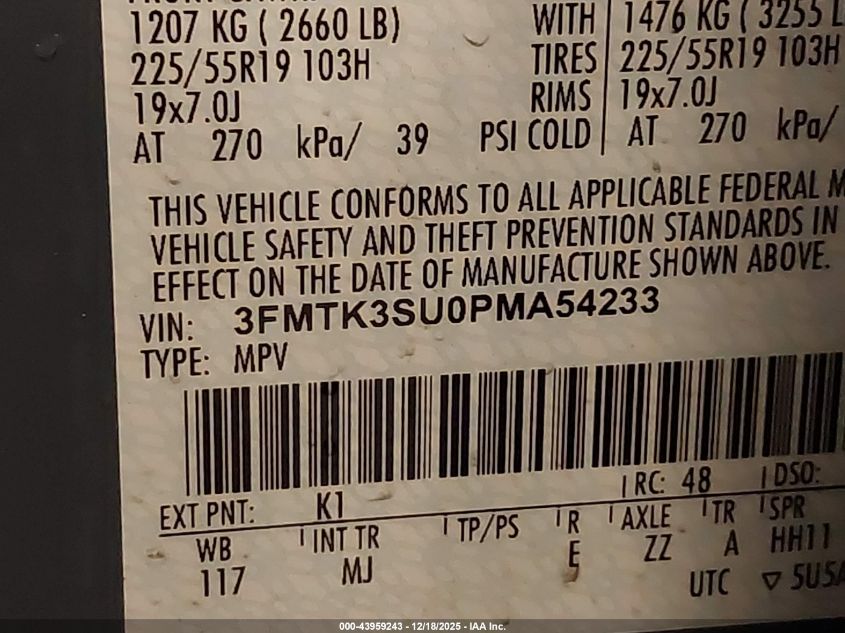 1207 KG ( 2660 LB) WITH 1476 KG ( 3255 L
225/55R19 103H TIRES 225/55R19 103H
19x7.0J RIMS 19x7.0J
AT 270 kPa/ 39 PSI COLD AT 270 kPa/
THIS VEHICLE CONFORMS TO ALL APPLICABLE FEDERAL M
VEHICLE SAFETY AND THEFT PREVENTION STANDARDS IN
EFFECT ON THE DATE OF MANUFACTURE SHOWN ABOVE.
VIN: 3FMTK3SU0PMA54233
TYPE: MPV
RC: 48 DSO:
EXT PNT: K1
WB INT TR TP/PS R AXLE TR SPR
117 MJ E ZZ A HH11
UTC ▽ 5U5A
000-43959243 - 12/18/2025 - IAA Inc.